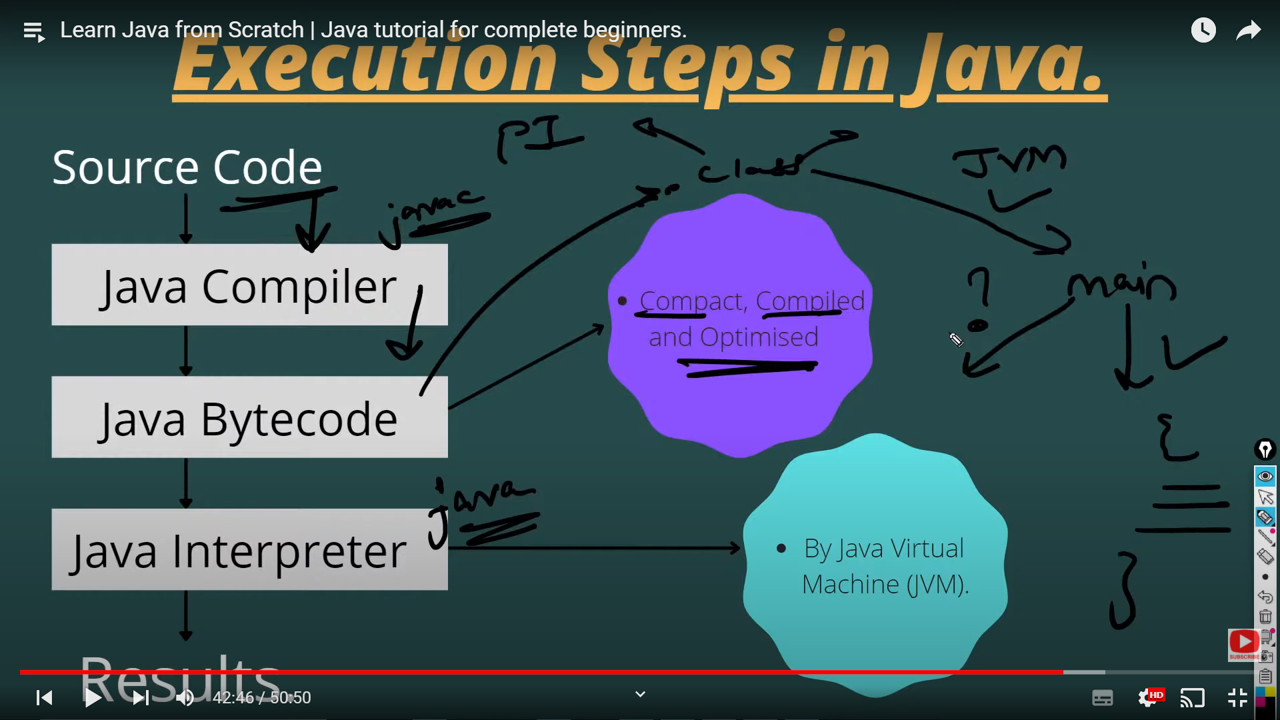 Learn Java from Scratch | Java tutorial for complete beginners.
Execution Steps in Java.
PI
class
JVM
Source Code
javac
Java Compiler
• Compact, Compiled
and Optimised
?
main
Java Bytecode
{
java
Java Interpreter
• By Java Virtual
Machine (JVM).
}
SUBSCRIBE
Results
42:46 / 50:50
HD